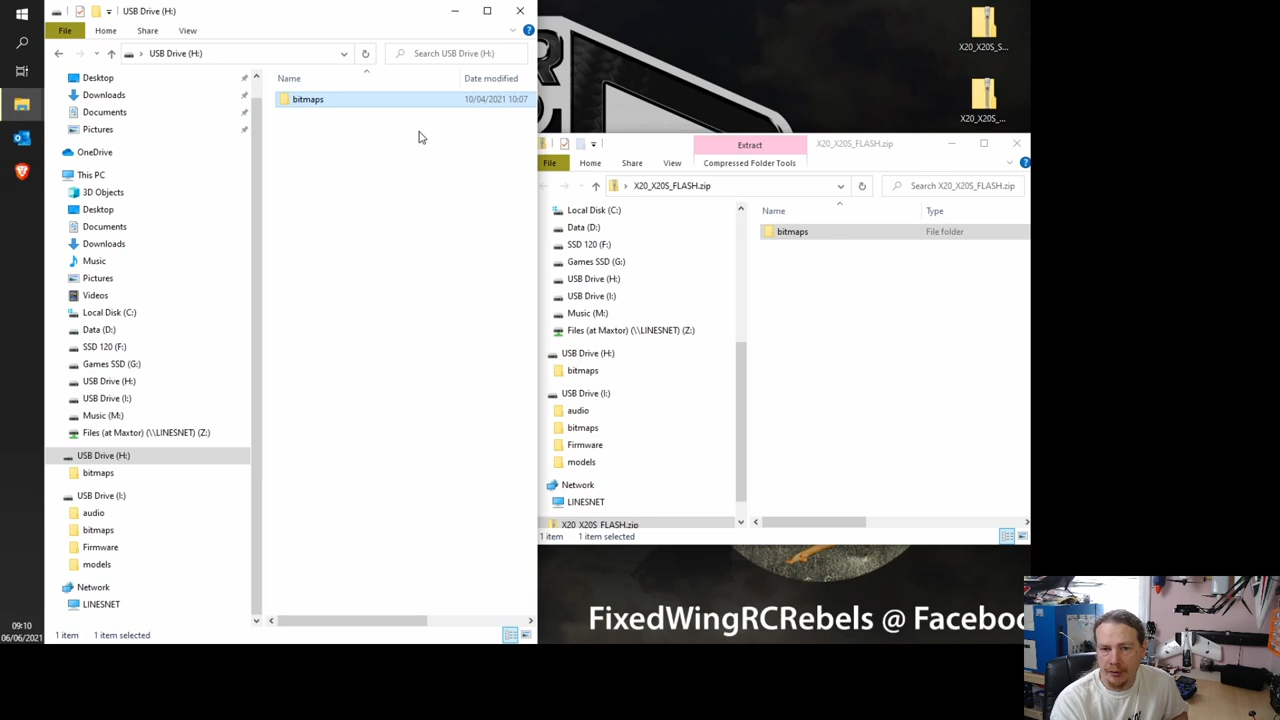 USB Drive (H:)
File
Home
Share
View
USB Drive (H:)
Search USB Drive (H:)
Desktop
Downloads
Documents
Pictures
OneDrive
This PC
3D Objects
Desktop
Documents
Downloads
Music
Pictures
Videos
Local Disk (C:)
Data (D:)
SSD 120 (F:)
Games SSD (G:)
USB Drive (H:)
USB Drive (I:)
Music (M:)
Files (at Maxtor) (\\LINESNET) (Z:)
USB Drive (H:)
bitmaps
USB Drive (I:)
audio
bitmaps
Firmware
models
Network
LINESNET
Name
Date modified
bitmaps
10/04/2021 10:07
1 item
1 item selected
09:10
06/06/2021
X20_X20S_S...
X20_X20S_...
Extract
X20_X20S_FLASH.zip
File
Home
Share
View
Compressed Folder Tools
X20_X20S_FLASH.zip
Search X20_X20S_FLASH.zip
Local Disk (C:)
Data (D:)
SSD 120 (F:)
Games SSD (G:)
USB Drive (H:)
USB Drive (I:)
Music (M:)
Files (at Maxtor) (\\LINESNET) (Z:)
USB Drive (H:)
bitmaps
USB Drive (I:)
audio
bitmaps
Firmware
models
Network
LINESNET
X20_X20S_FLASH.zip
Name
Type
bitmaps
File folder
1 item
1 item selected
FixedWingRCRebels @ Faceboo